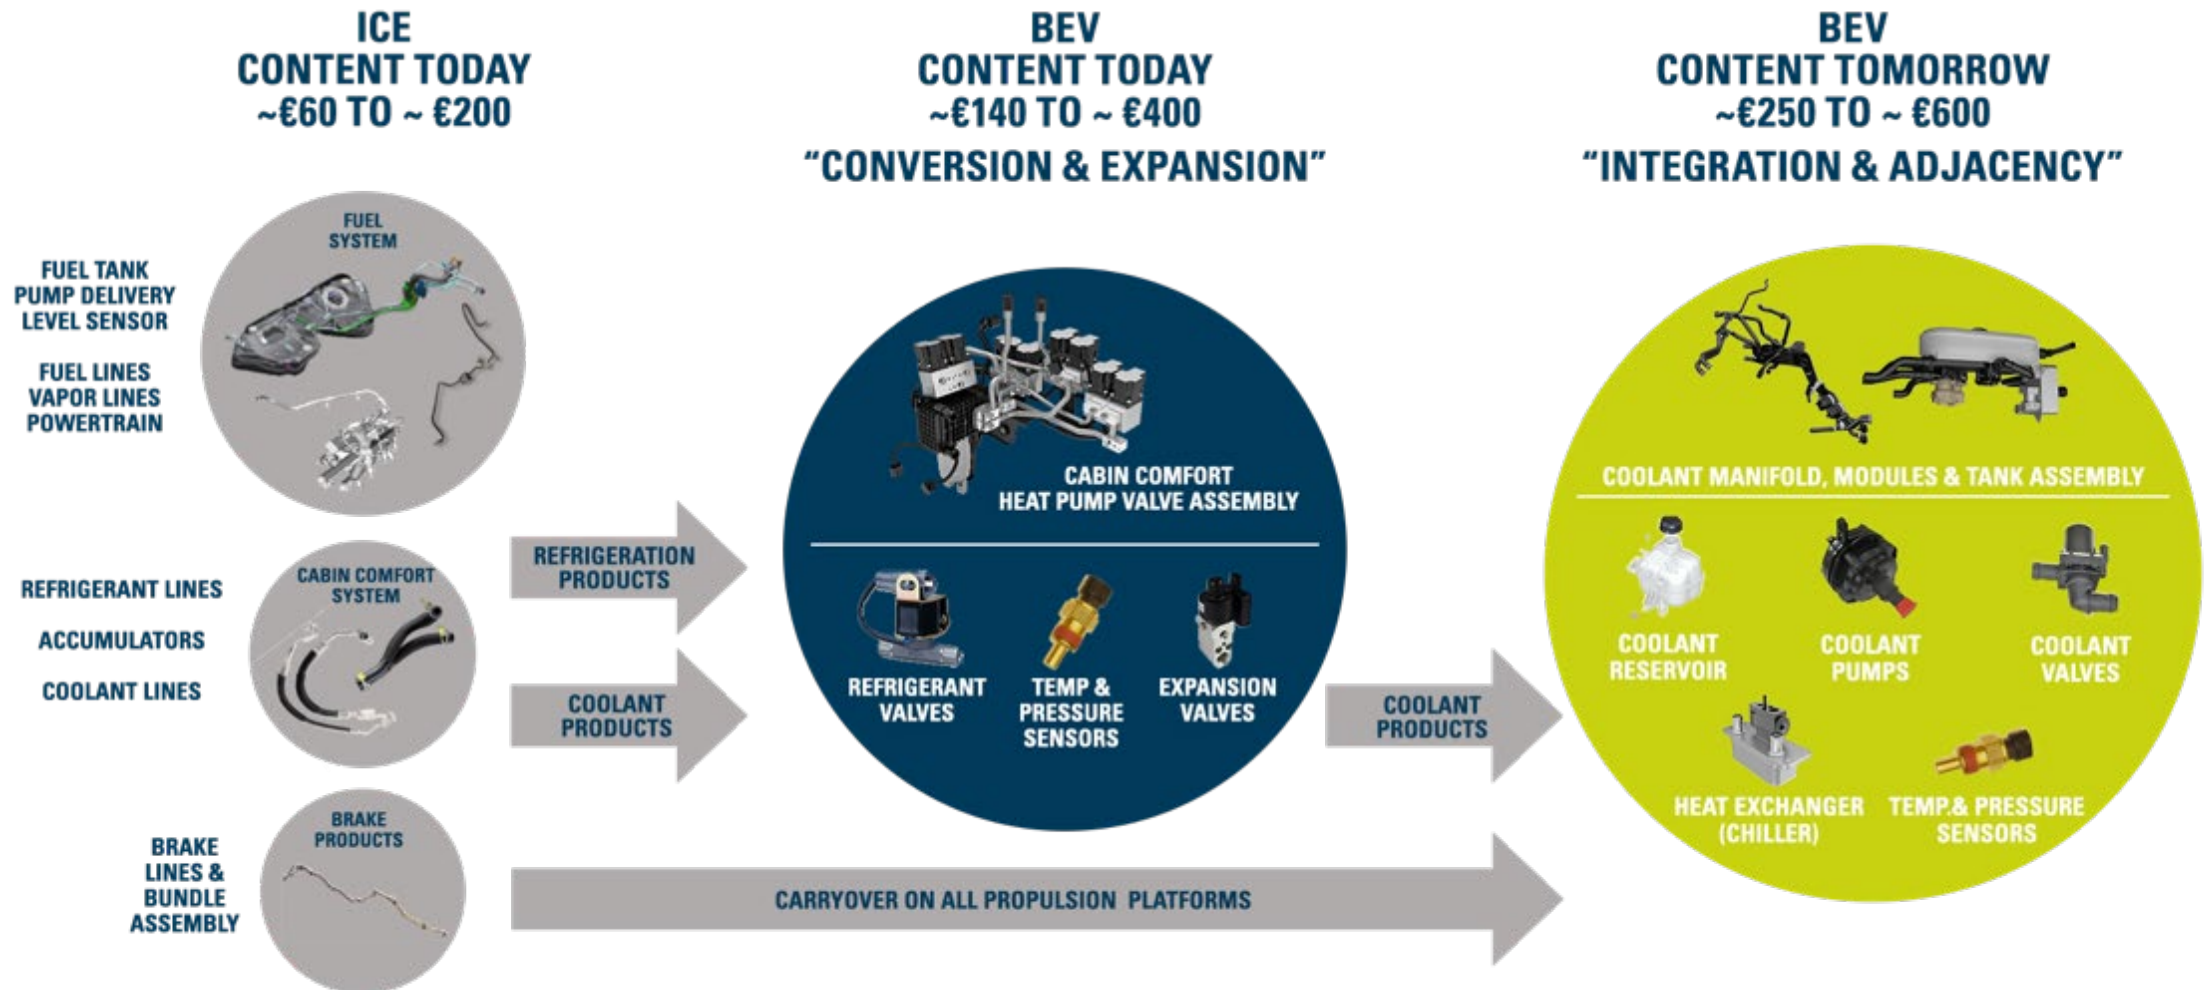 ICE
CONTENT TODAY
~€60 TO ~ €200
FUEL
SYSTEM
FUEL TANK
PUMP DELIVERY
LEVEL SENSOR
FUEL LINES
VAPOR LINES
POWERTRAIN
CABIN COMFORT
SYSTEM
REFRIGERANT LINES
ACCUMULATORS
COOLANT LINES
BRAKE
PRODUCTS
BRAKE
LINES &
BUNDLE
ASSEMBLY
REFRIGERATION
PRODUCTS
COOLANT
PRODUCTS
BEV
CONTENT TODAY
~€140 TO ~ €400
“CONVERSION & EXPANSION”
CABIN COMFORT
HEAT PUMP VALVE ASSEMBLY
REFRIGERANT
VALVES
TEMP &
PRESSURE
SENSORS
EXPANSION
VALVES
COOLANT
PRODUCTS
CARRYOVER ON ALL PROPULSION PLATFORMS
BEV
CONTENT TOMORROW
~€250 TO ~ €600
“INTEGRATION & ADJACENCY”
COOLANT MANIFOLD, MODULES & TANK ASSEMBLY
COOLANT
RESERVOIR
COOLANT
PUMPS
COOLANT
VALVES
HEAT EXCHANGER
(CHILLER)
TEMP.& PRESSURE
SENSORS